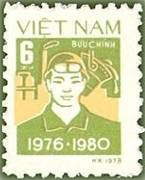 VIỆT NAM
6
BƯU CHÍNH
1976 - 1980